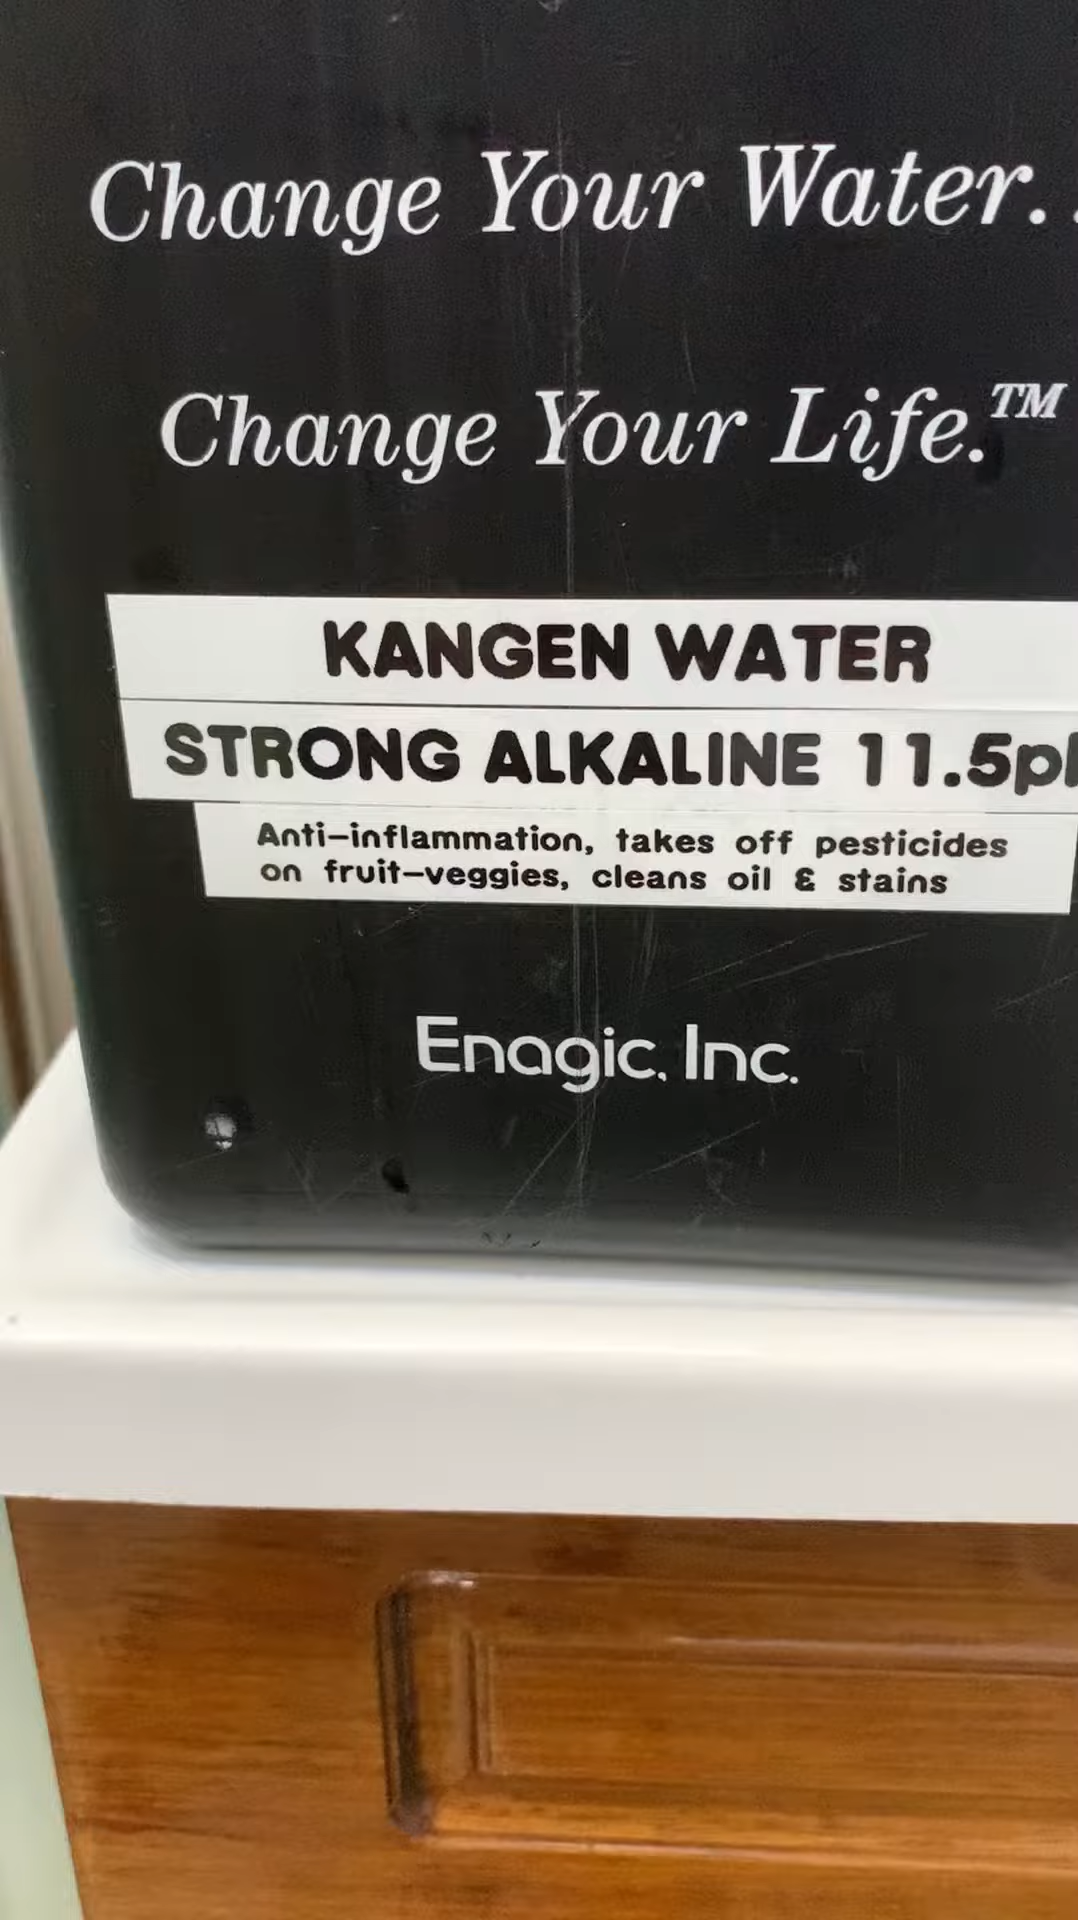 Change Your Water. .
Change Your Life.™
KANGEN WATER
STRONG ALKALINE 11.5p
Anti-inflammation, takes off pesticides
on fruit-veggies, cleans oil & stains
Enagic, Inc.